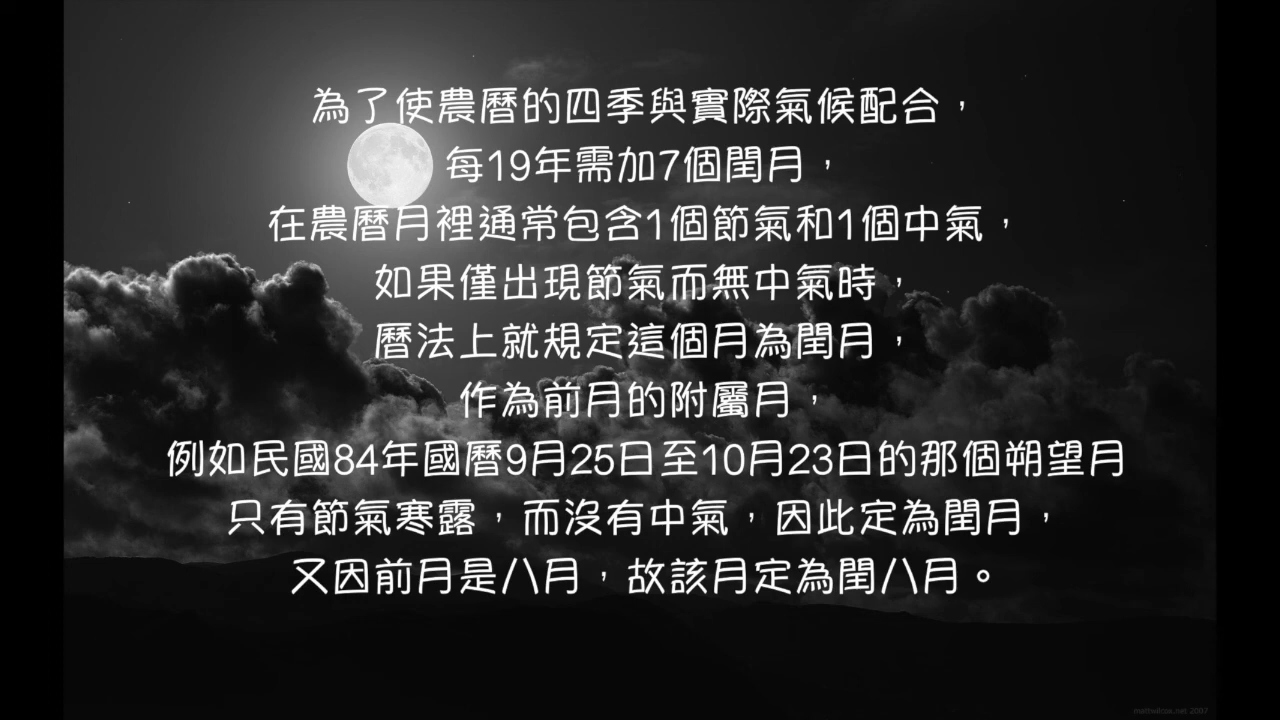 為了使農曆的四季與實際氣候配合，
每19年需加7個閏月，
在農曆月裡通常包含1個節氣和1個中氣，
如果僅出現節氣而無中氣時，
曆法上就規定這個月為閏月，
作為前月的附屬月，
例如民國84年國曆9月25日至10月23日的那個朔望月
只有節氣寒露，而沒有中氣，因此定為閏月，
又因前月是八月，故該月定為閏八月。